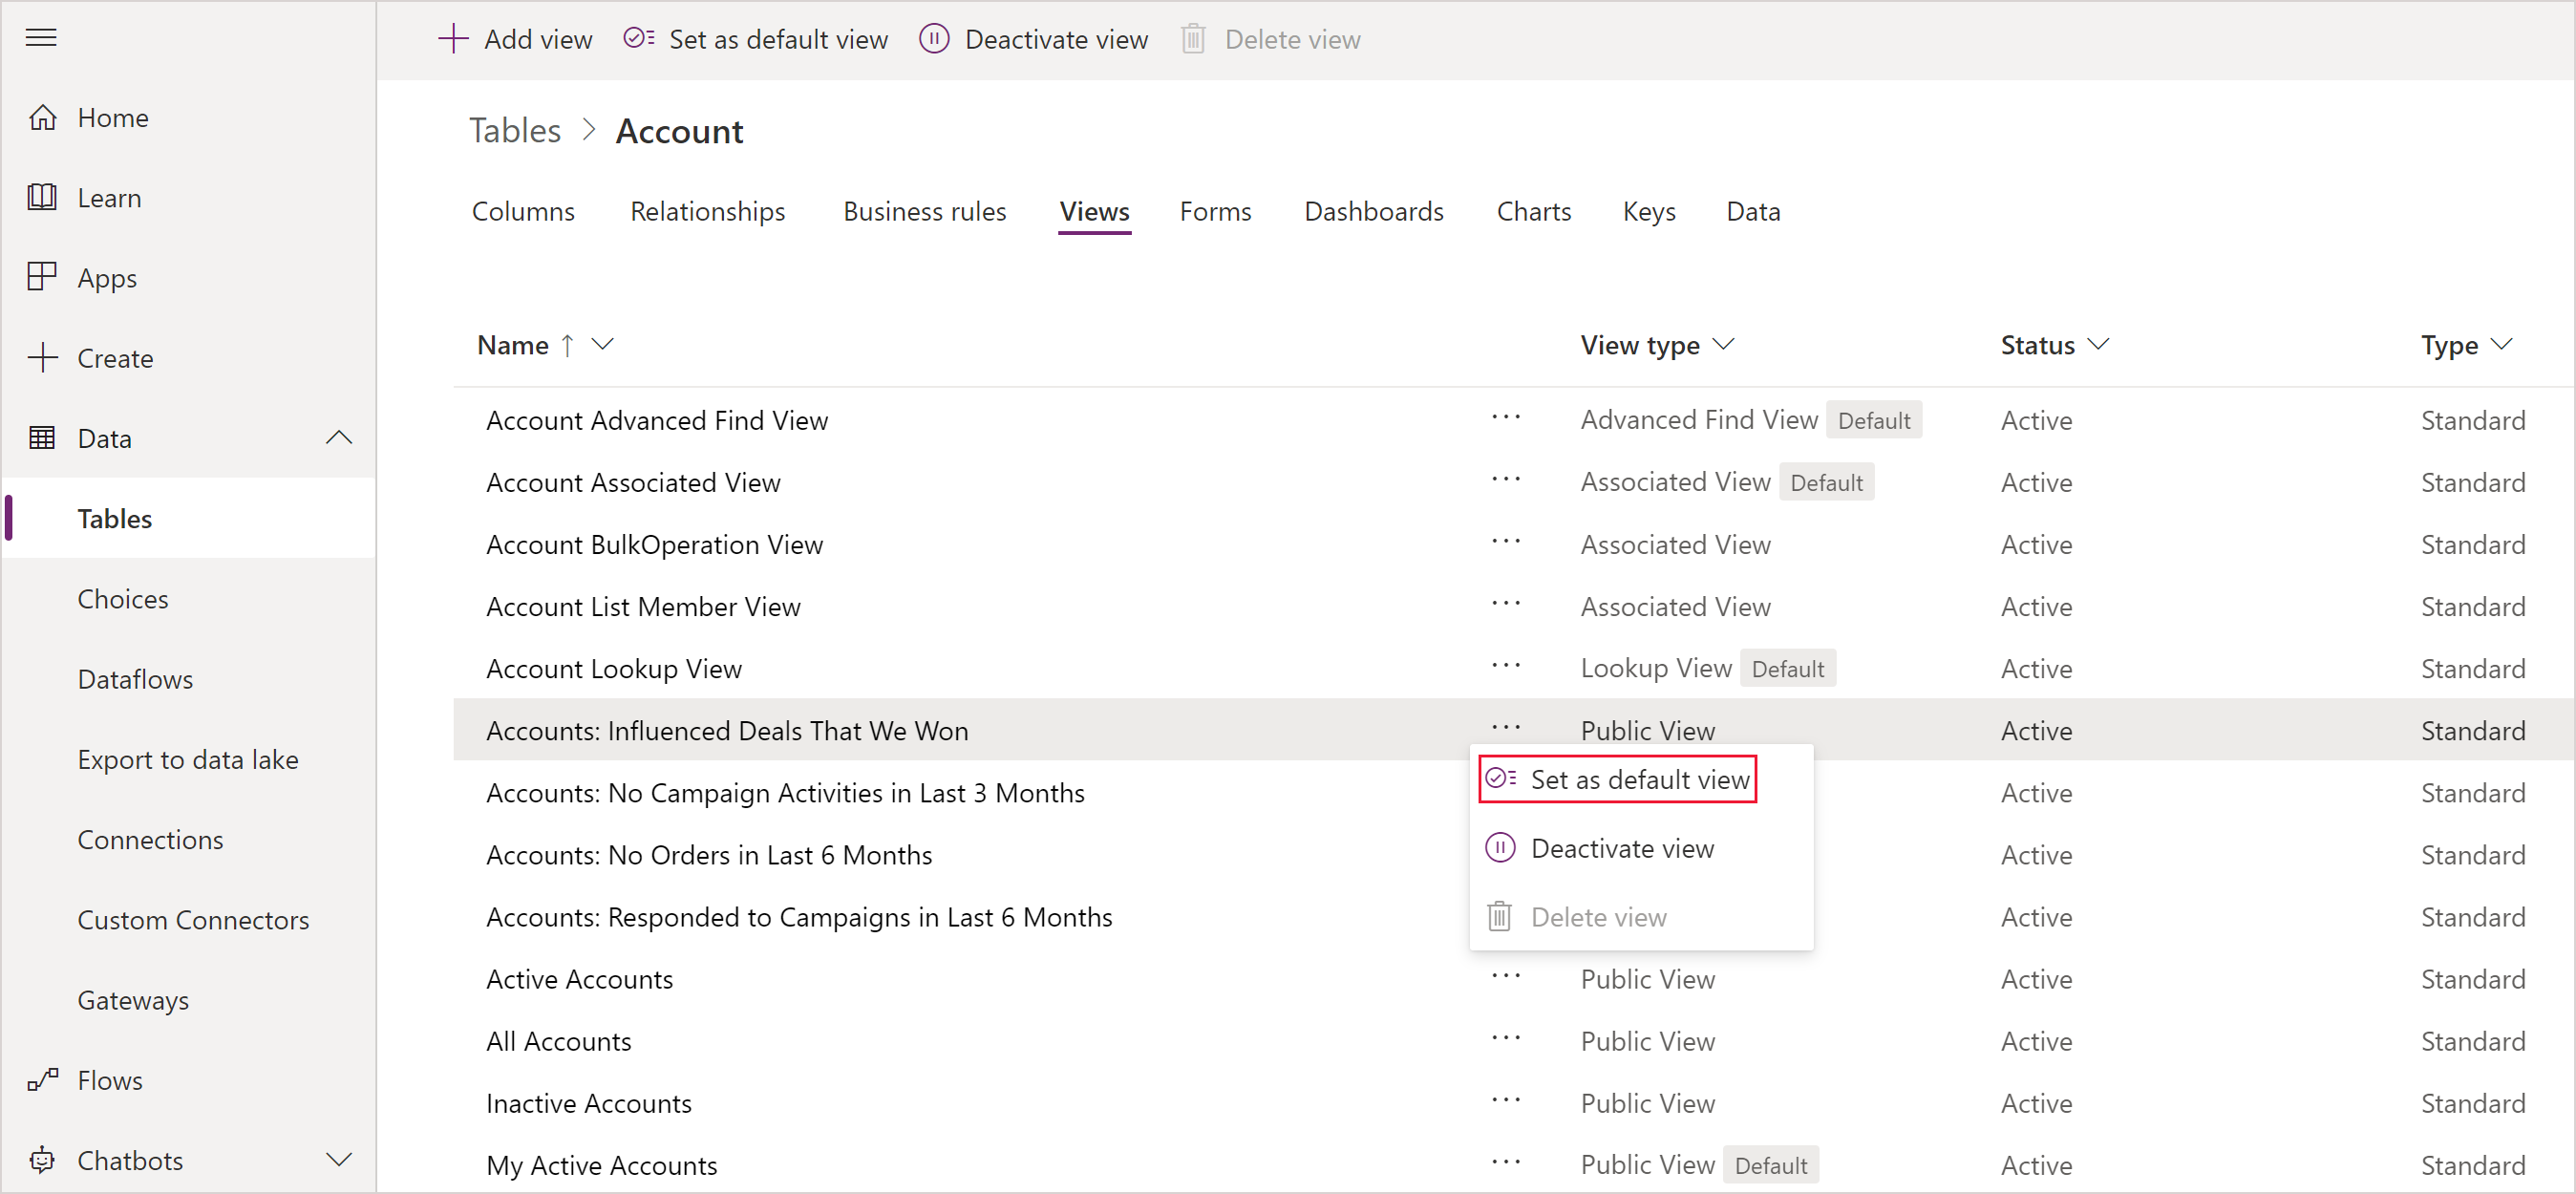 Add view Set as default view Deactivate view Delete view
Home
Learn
Apps
Create
Data
Tables
Choices
Dataflows
Export to data lake
Connections
Custom Connectors
Gateways
Flows
Chatbots
Tables > Account
Columns Relationships Business rules Views Forms Dashboards Charts Keys Data
Name ↑ View type Status Type
Account Advanced Find View ... Advanced Find View Default Active Standard
Account Associated View ... Associated View Default Active Standard
Account BulkOperation View ... Associated View Active Standard
Account List Member View ... Associated View Active Standard
Account Lookup View ... Lookup View Default Active Standard
Accounts: Influenced Deals That We Won ... Public View Active Standard
Accounts: No Campaign Activities in Last 3 Months Active Standard
Accounts: No Orders in Last 6 Months Active Standard
Accounts: Responded to Campaigns in Last 6 Months Active Standard
Set as default view
Deactivate view
Delete view
Active Accounts ... Public View Active Standard
All Accounts ... Public View Active Standard
Inactive Accounts ... Public View Active Standard
My Active Accounts ... Public View Default Active Standard